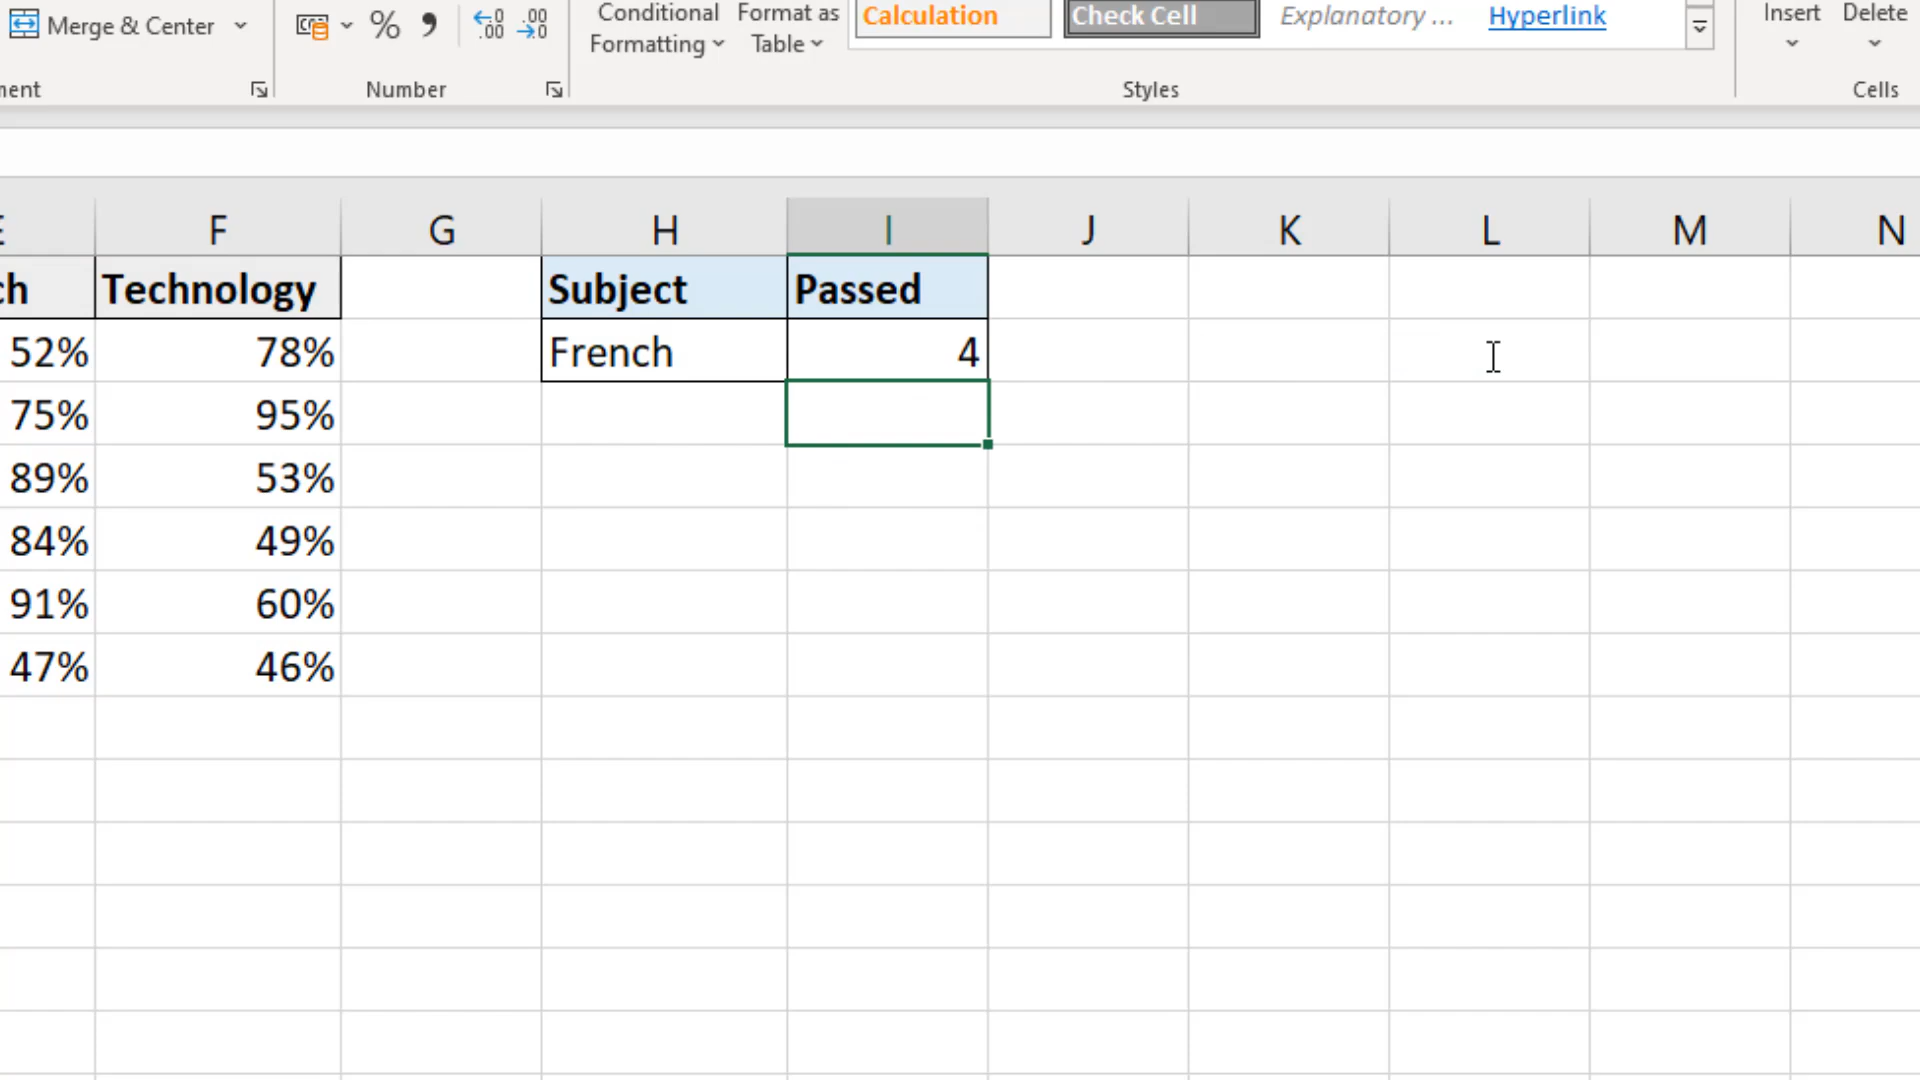 Merge & Center
%
Conditional
Formatting
Format as
Table
Calculation
Check Cell
Explanatory ...
Hyperlink
Insert
Delete
ment
Number
Styles
Cells
E F G H I J K L M N
ch Technology Subject Passed
52% 78% French 4
75% 95%
89% 53%
84% 49%
91% 60%
47% 46%